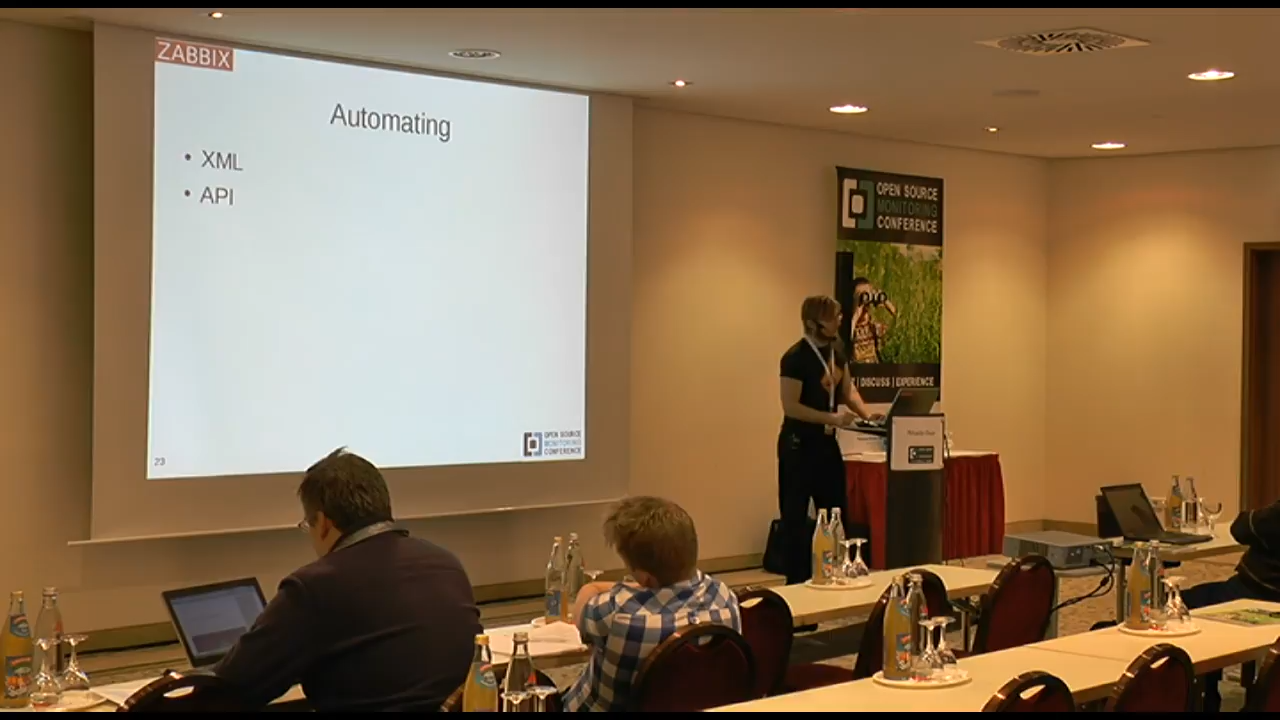 ZABBIX
Automating
• XML
• API
23
OPEN SOURCE
MONITORING
CONFERENCE
OPEN SOURCE
MONITORING
CONFERENCE
| DISCUSS | EXPERIENCE